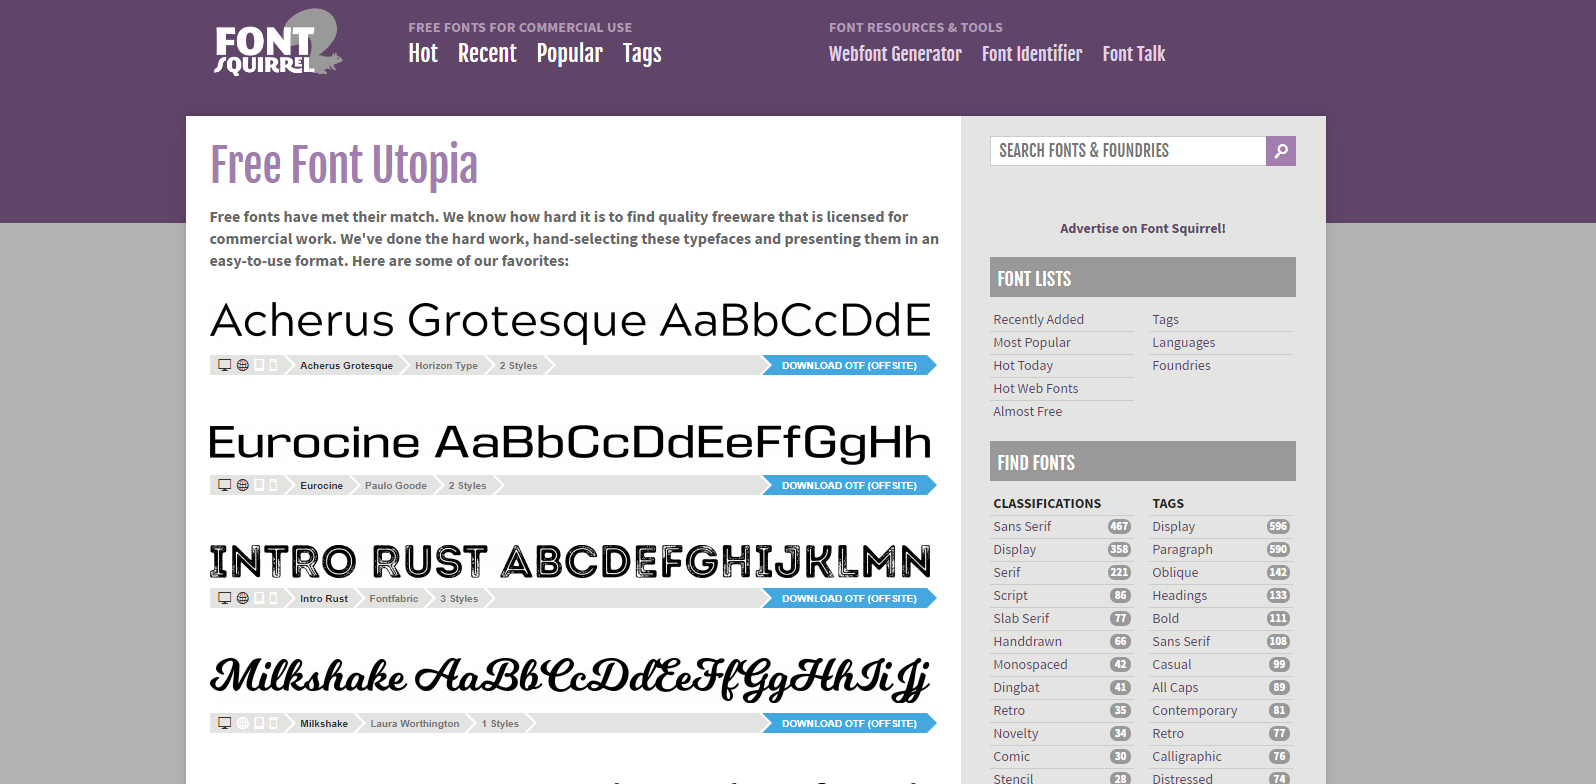 FONT
SQUIRREL
FREE FONTS FOR COMMERCIAL USE
Hot Recent Popular Tags
FONT RESOURCES & TOOLS
Webfont Generator Font Identifier Font Talk
Free Font Utopia
Free fonts have met their match. We know how hard it is to find quality freeware that is licensed for
commercial work. We've done the hard work, hand-selecting these typefaces and presenting them in an
easy-to-use format. Here are some of our favorites:
Acherus Grotesque AaBbCcDdE
Acherus Grotesque Horizon Type 2 Styles DOWNLOAD OTF (OFFSITE)
Eurocine AaBbCcDdEeFfGgHh
Eurocine Paulo Goode 2 Styles DOWNLOAD OTF (OFFSITE)
INTRO RUST ABCDEFGHIJKLMN
Intro Rust Fontfabric 3 Styles DOWNLOAD OTF (OFFSITE)
Milkshake AaBbCcDdEeFfGgHhIiJj
Milkshake Laura Worthington 1 Styles DOWNLOAD OTF (OFFSITE)
SEARCH FONTS & FOUNDRIES
Advertise on Font Squirrel!
FONT LISTS
Recently Added Tags
Most Popular Languages
Hot Today Foundries
Hot Web Fonts
Almost Free
FIND FONTS
CLASSIFICATIONS TAGS
Sans Serif 467 Display 596
Display 358 Paragraph 590
Serif 221 Oblique 142
Script 86 Headings 133
Slab Serif 77 Bold 111
Handdrawn 66 Sans Serif 108
Monospaced 42 Casual 99
Dingbat 41 All Caps 89
Retro 35 Contemporary 81
Novelty 34 Retro 77
Comic 30 Calligraphic 76
Stencil 28 Distressed 74